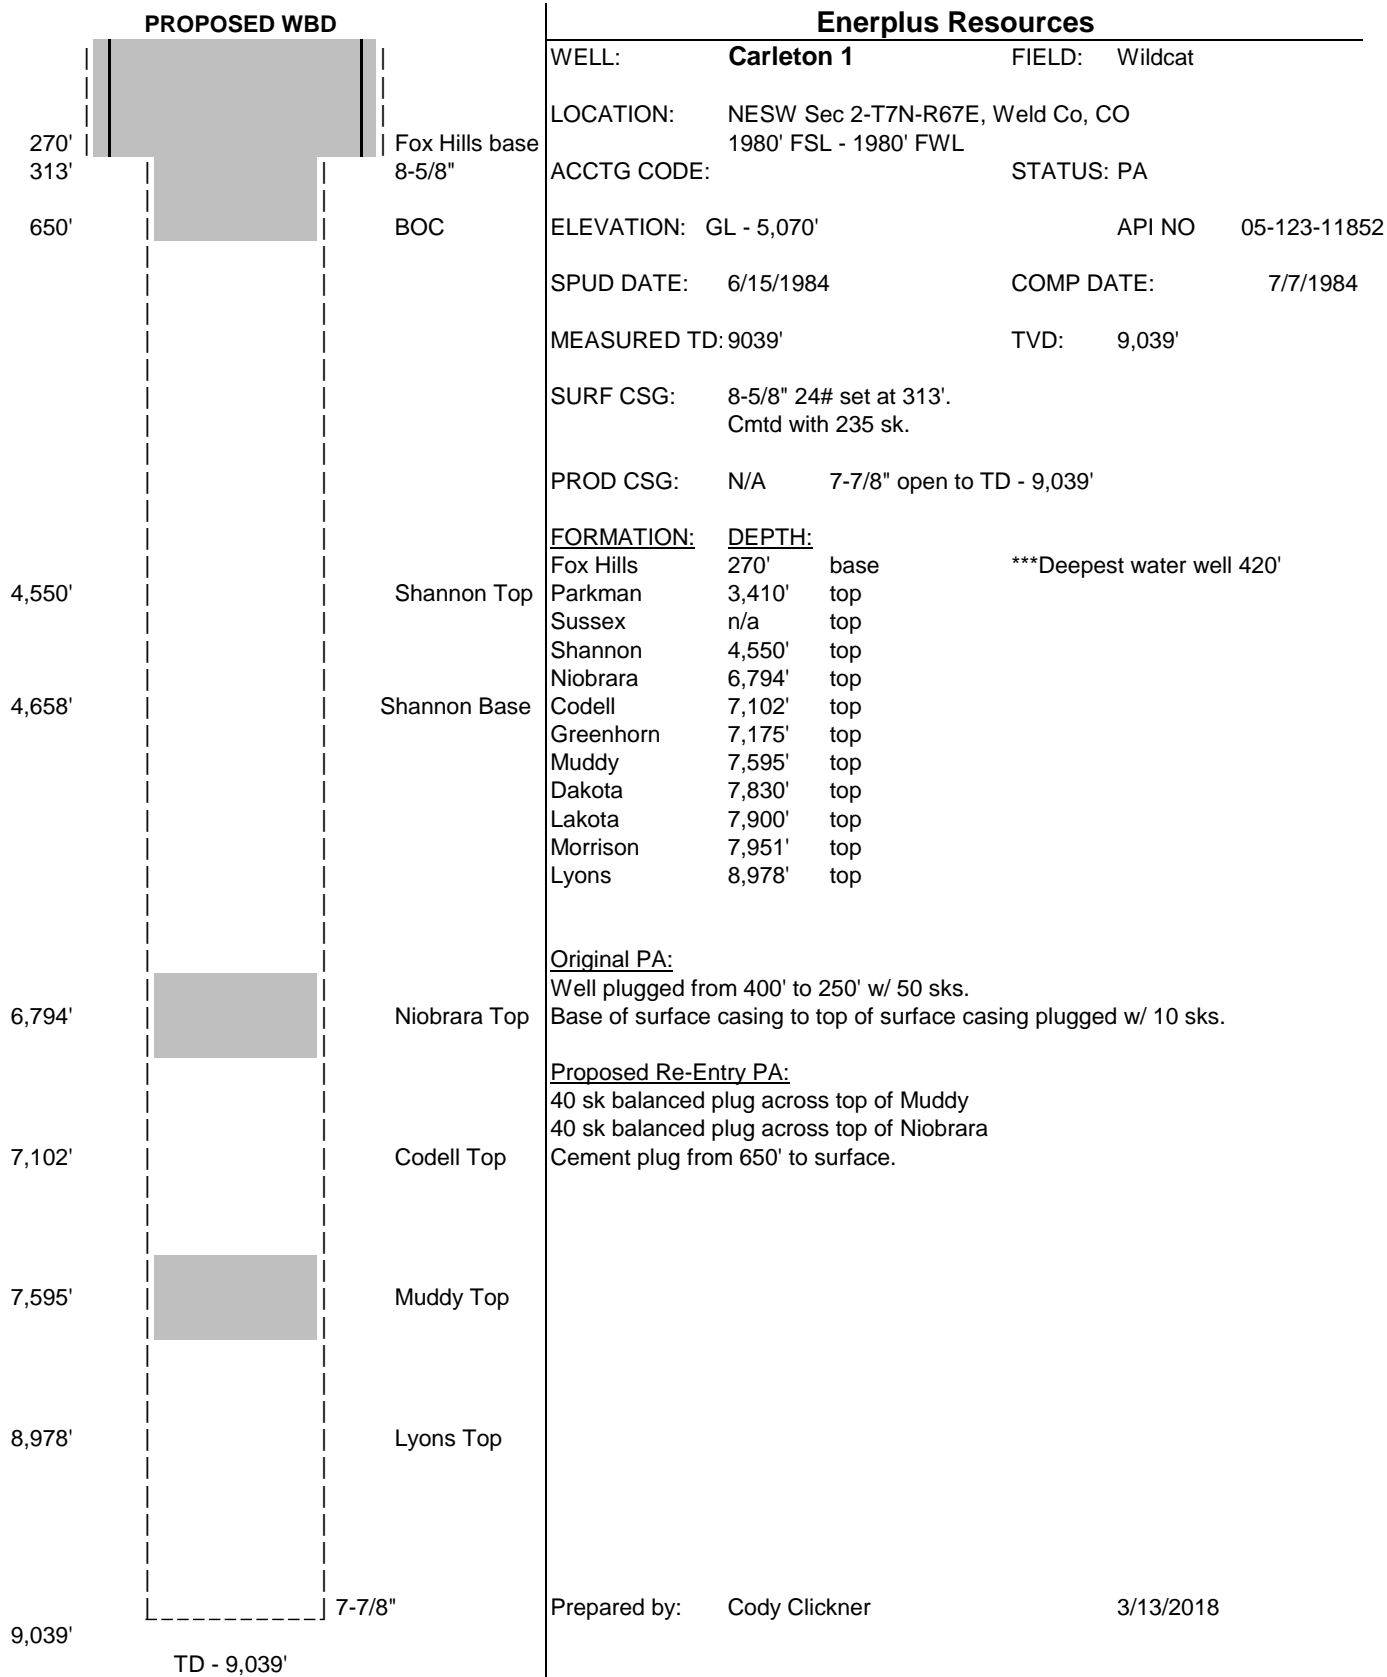 PROPOSED WBD
270' Fox Hills base
313' 8-5/8"
650' BOC
4,550' Shannon Top
4,658' Shannon Base
6,794' Niobrara Top
7,102' Codell Top
7,595' Muddy Top
8,978' Lyons Top
7-7/8"
9,039'
TD - 9,039'
Enerplus Resources
WELL: Carleton 1 FIELD: Wildcat
LOCATION: NESW Sec 2-T7N-R67E, Weld Co, CO
1980' FSL - 1980' FWL
ACCTG CODE: STATUS: PA
ELEVATION: GL - 5,070' API NO 05-123-11852
SPUD DATE: 6/15/1984 COMP DATE: 7/7/1984
MEASURED TD: 9039' TVD: 9,039'
SURF CSG: 8-5/8" 24# set at 313'.
Cmtd with 235 sk.
PROD CSG: N/A 7-7/8" open to TD - 9,039'
FORMATION: DEPTH:
Fox Hills 270' base ***Deepest water well 420'
Parkman 3,410' top
Sussex n/a top
Shannon 4,550' top
Niobrara 6,794' top
Codell 7,102' top
Greenhorn 7,175' top
Muddy 7,595' top
Dakota 7,830' top
Lakota 7,900' top
Morrison 7,951' top
Lyons 8,978' top
Original PA:
Well plugged from 400' to 250' w/ 50 sks.
Base of surface casing to top of surface casing plugged w/ 10 sks.
Proposed Re-Entry PA:
40 sk balanced plug across top of Muddy
40 sk balanced plug across top of Niobrara
Cement plug from 650' to surface.
Prepared by: Cody Clickner 3/13/2018